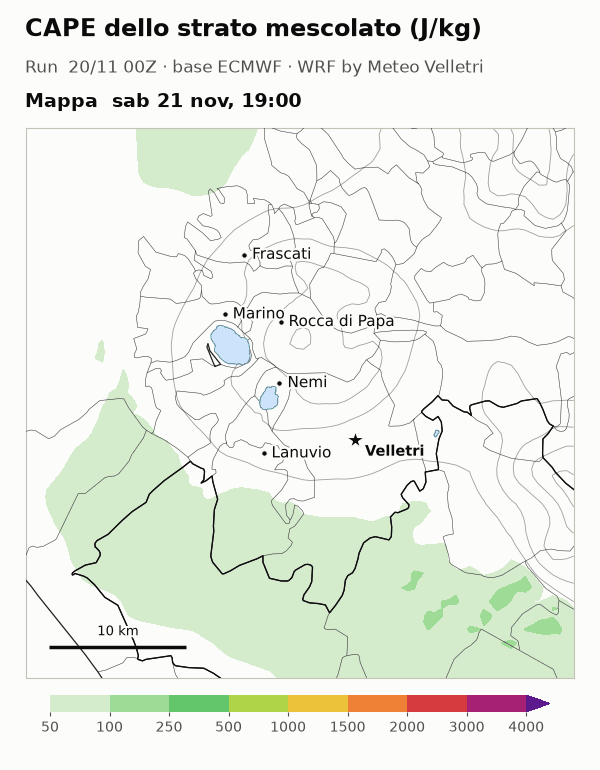 CAPE dello strato mescolato (J/kg)
Run  20/11 00Z · base ECMWF · WRF by Meteo Velletri
Mappa  sab 21 nov, 19:00
Frascati
Marino
Rocca di Papa
Nemi
Velletri
Lanuvio
10 km
50 100 250 500 1000 1500 2000 3000 4000